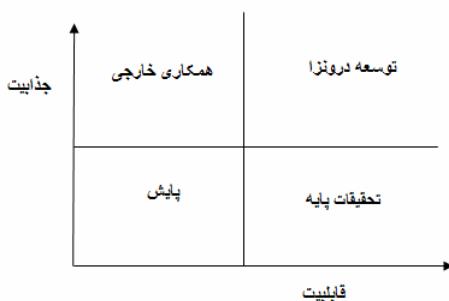 توسعه درونزا
همکاری خارجی
جذابیت
تحقیقات پایه
پایش
قابلیت